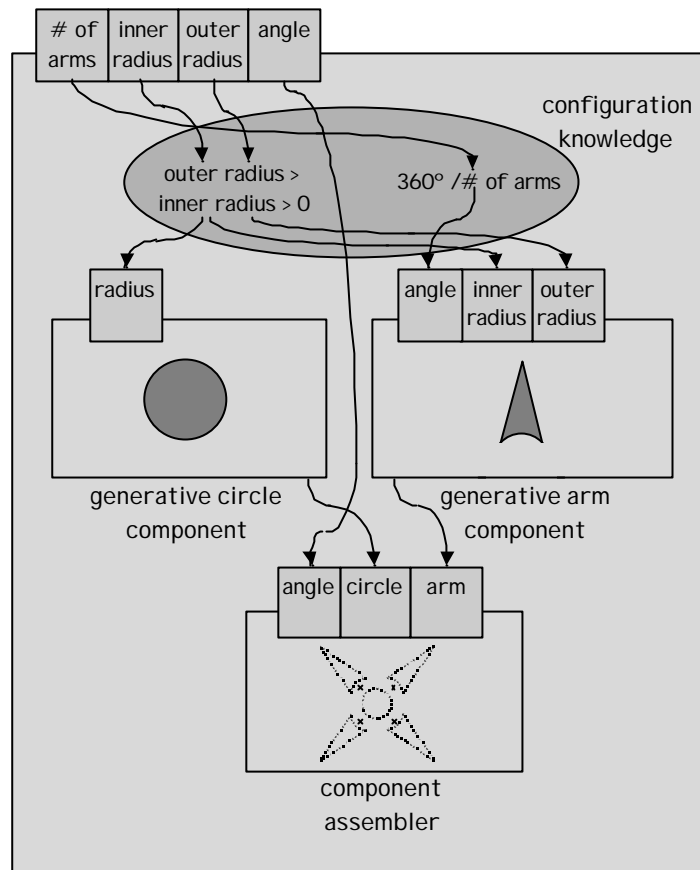 # of
arms
inner
radius
outer
radius
angle
configuration
knowledge
outer radius >
inner radius > 0
360º /# of arms
radius
angle
inner
radius
outer
radius
generative circle
component
generative arm
component
angle
circle
arm
component
assembler